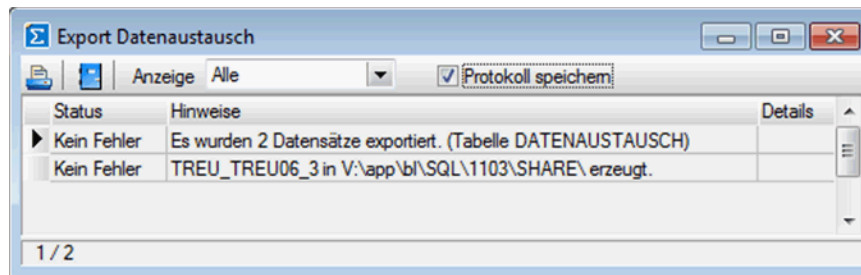 Export Datenaustausch
Anzeige Alle Protokoll speichern
Status Hinweise Details
Kein Fehler Es wurden 2 Datensätze exportiert. (Tabelle DATENAUSTAUSCH)
Kein Fehler TREU_TREU06_3 in V:\app\bl\SQL\1103\SHARE\ erzeugt.
1 / 2